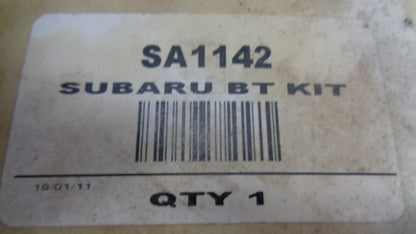 SA1142
SUBARU BT KIT
10/01/11
QTY 1